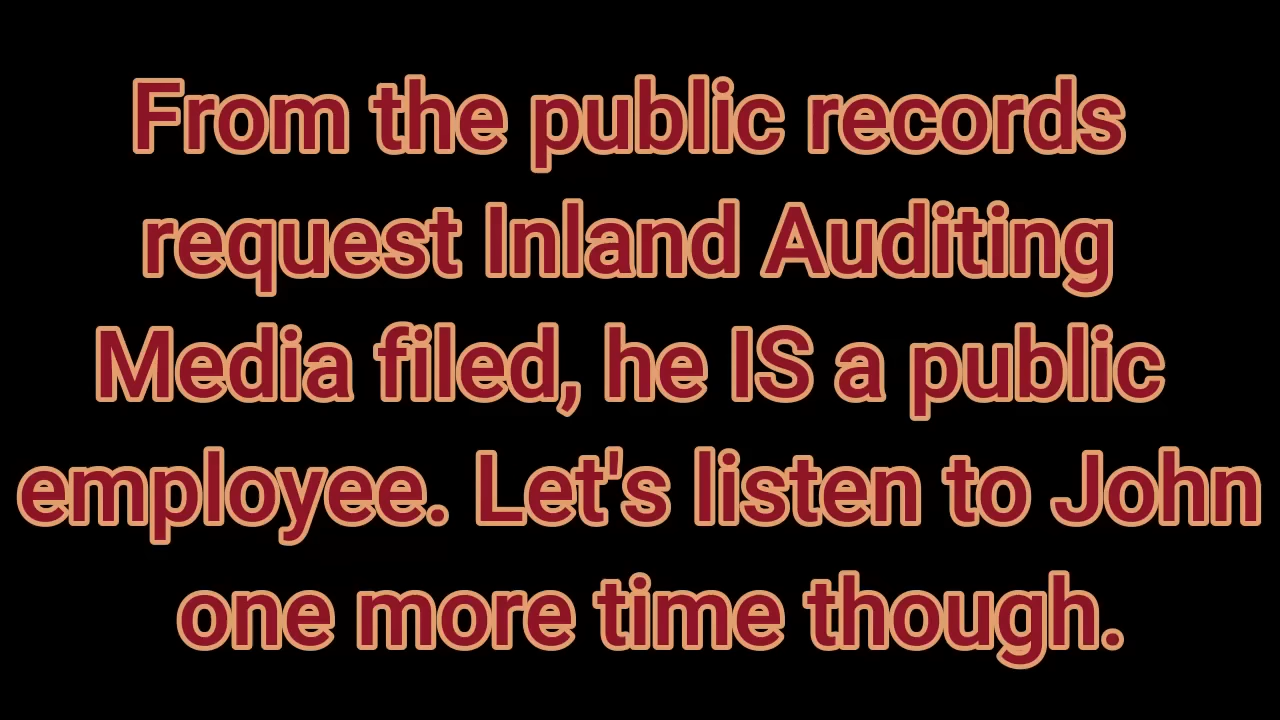 From the public records
request Inland Auditing
Media filed, he IS a public
employee. Let's listen to John
one more time though.